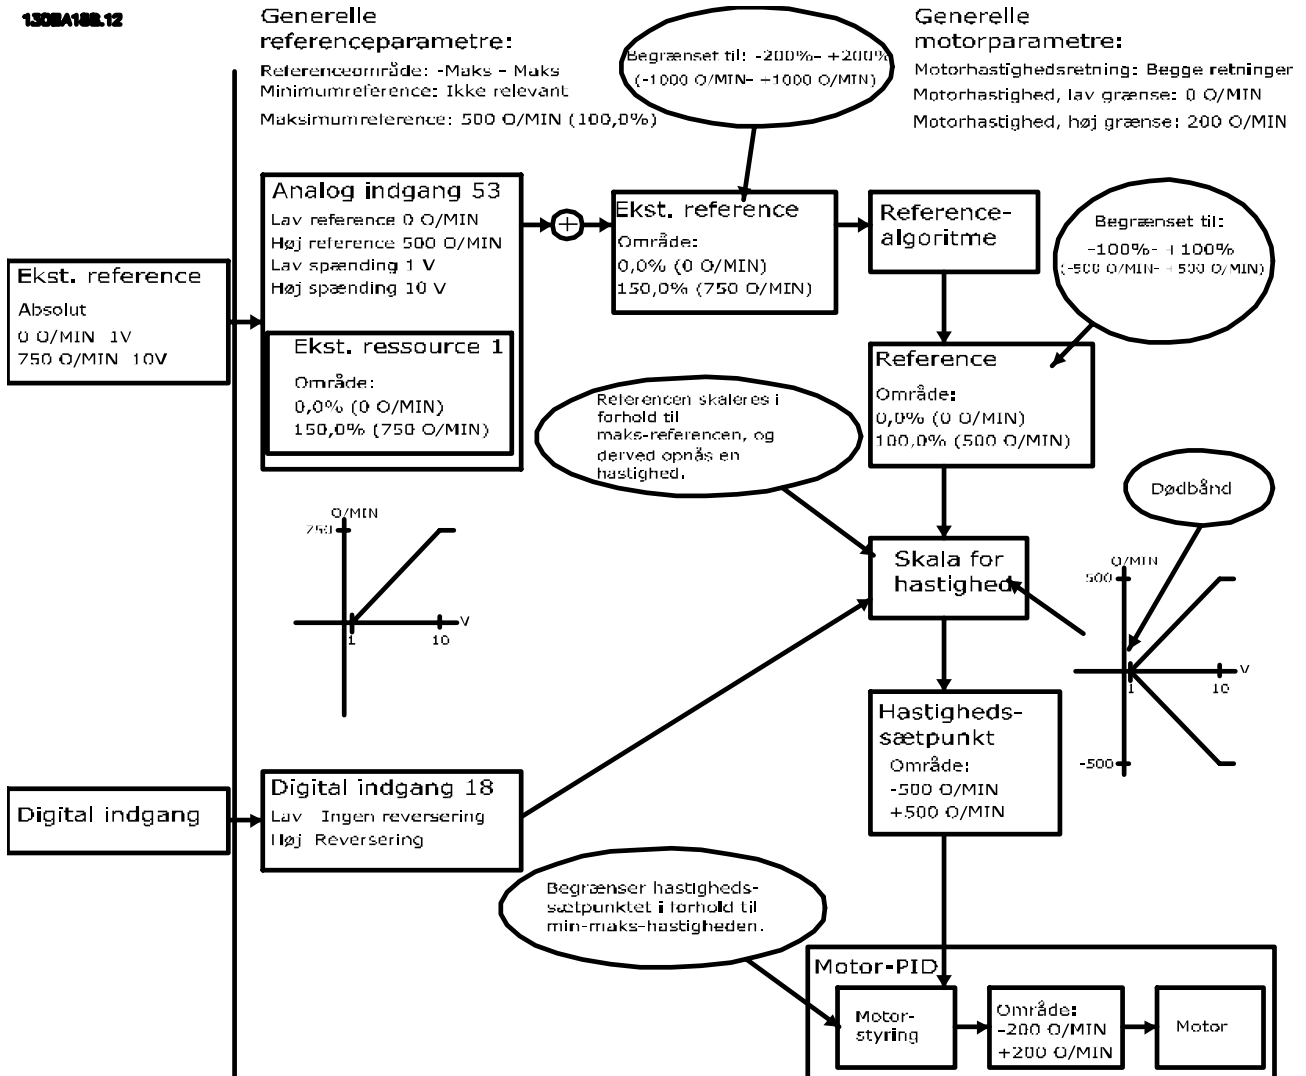 130BA188.12
Generelle
referenceparametre:
Referenceområde: -Maks - Maks
Minimumreference: Ikke relevant
Maksimumreference: 500 O/MIN (100,0%)
Begrænset til: -200%- +200%
(-1000 O/MIN- +1000 O/MIN)
Generelle
motorparametre:
Motorhastighedsretning: Begge retninger
Motorhastighed, lav grænse: 0 O/MIN
Motorhastighed, høj grænse: 200 O/MIN
Ekst. reference
Absolut
0 O/MIN 1V
750 O/MIN 10V
Analog indgang 53
Lav reference 0 O/MIN
Høj reference 500 O/MIN
Lav spænding 1 V
Høj spænding 10 V
Ekst. ressource 1
Område:
0,0% (0 O/MIN)
150,0% (750 O/MIN)
+
Ekst. reference
Område:
0,0% (0 O/MIN)
150,0% (750 O/MIN)
Reference-
algoritme
Begrænset til:
-100%- +100%
(-500 O/MIN- +500 O/MIN)
Reference
Område:
0,0% (0 O/MIN)
100,0% (500 O/MIN)
Referencen skaleres i
forhold til
maks-referencen, og
derved opnås en
hastighed.
Dødbånd
O/MIN
750
1
10
V
Skala for
hastighed
O/MIN
500
1
10
V
-500
Hastigheds-
sætpunkt
Område:
-500 O/MIN
+500 O/MIN
Digital indgang
Digital indgang 18
Lav Ingen reversering
Høj Reversering
Begrænser hastigheds-
sætpunktet i forhold til
min-maks-hastigheden.
Motor-PID
Motor-
styring
Område:
-200 O/MIN
+200 O/MIN
Motor